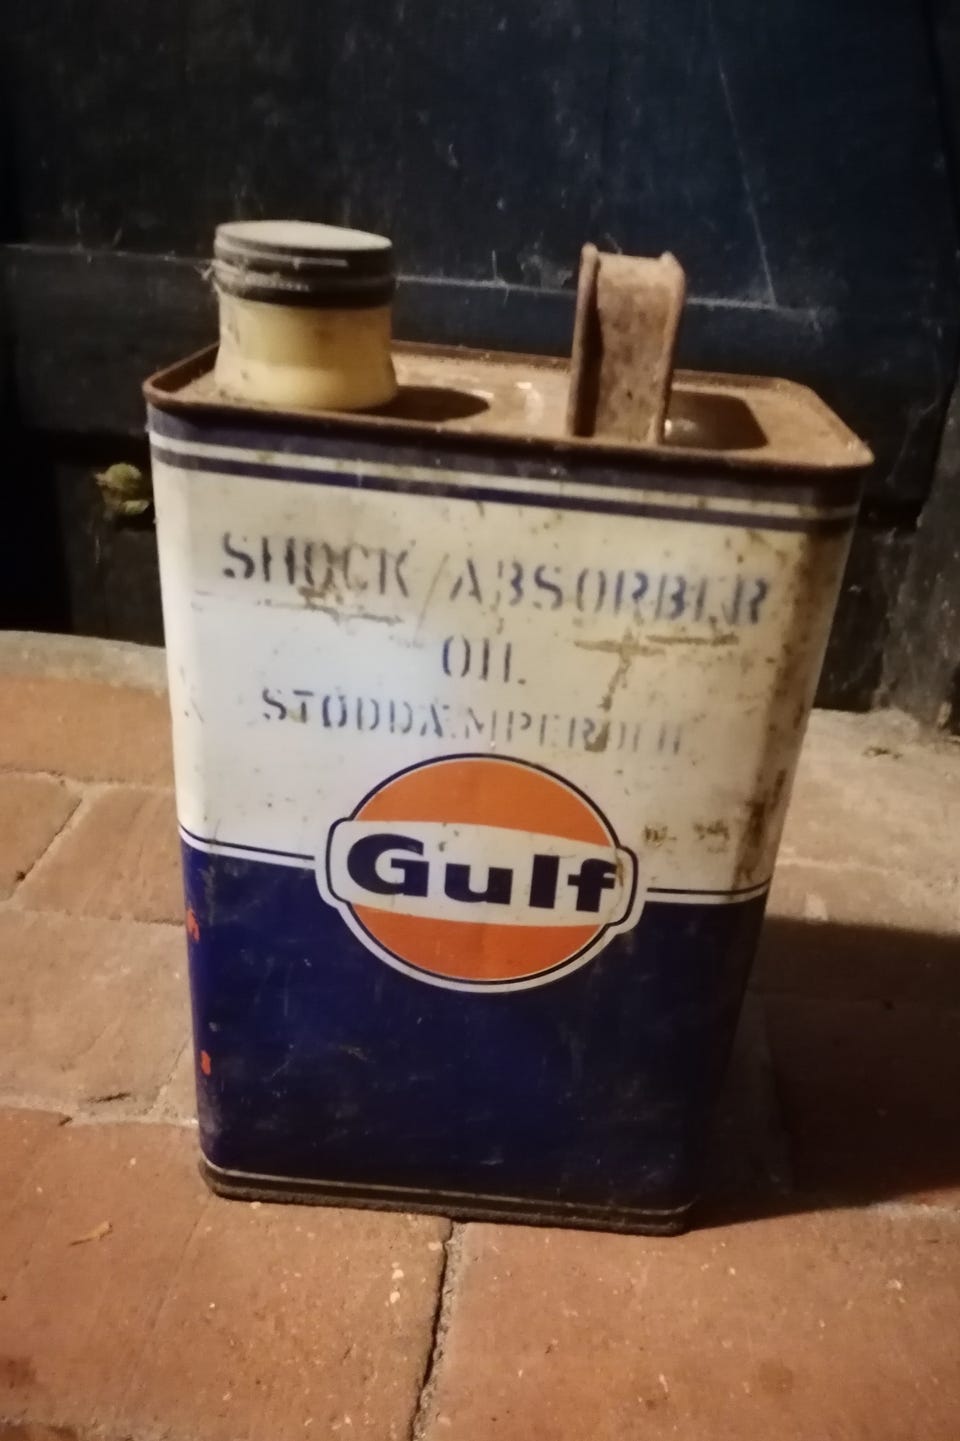 SHOCK ABSORBER
OIL
STØDDÆMPEROLIE
Gulf